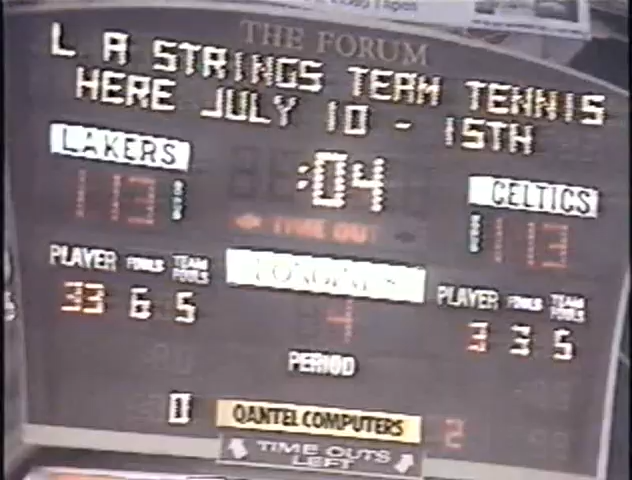 THE FORUM
L A STRINGS TEAM TENNIS
HERE JULY 10 - 15TH
LAKERS :04 CELTICS
113 TIME OUT 113
PLAYER FOULS TEAM FOULS LONGINES PLAYER FOULS TEAM FOULS
33 6 5 4 3 3 5
PERIOD
0 QANTEL COMPUTERS 2
TIME OUTS
LEFT